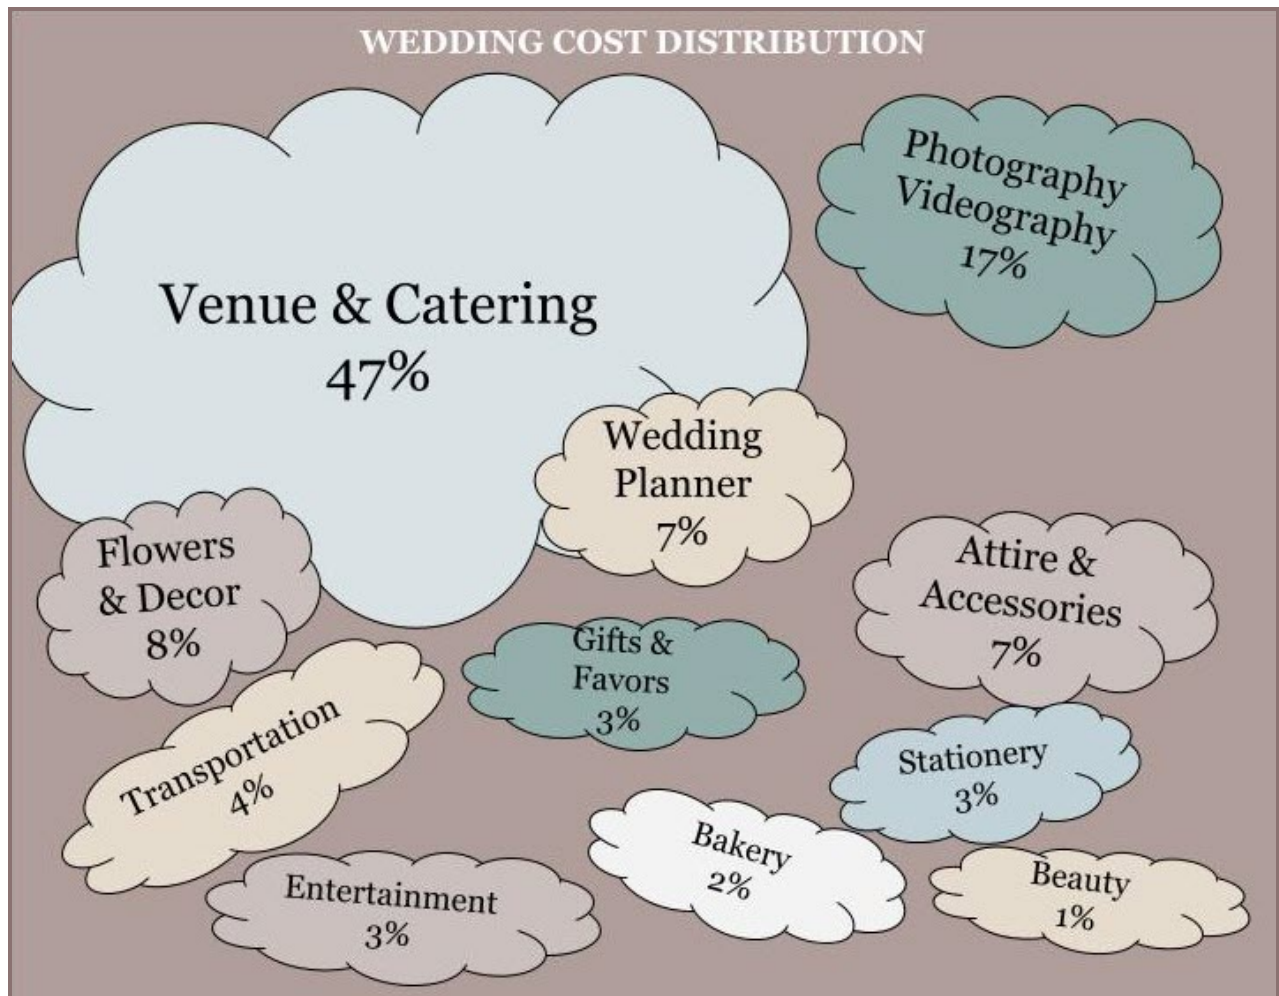 WEDDING COST DISTRIBUTION
Venue & Catering
47%
Photography
Videography
17%
Wedding
Planner
7%
Flowers
& Decor
8%
Attire &
Accessories
7%
Gifts &
Favors
3%
Transportation
4%
Stationery
3%
Bakery
2%
Beauty
1%
Entertainment
3%